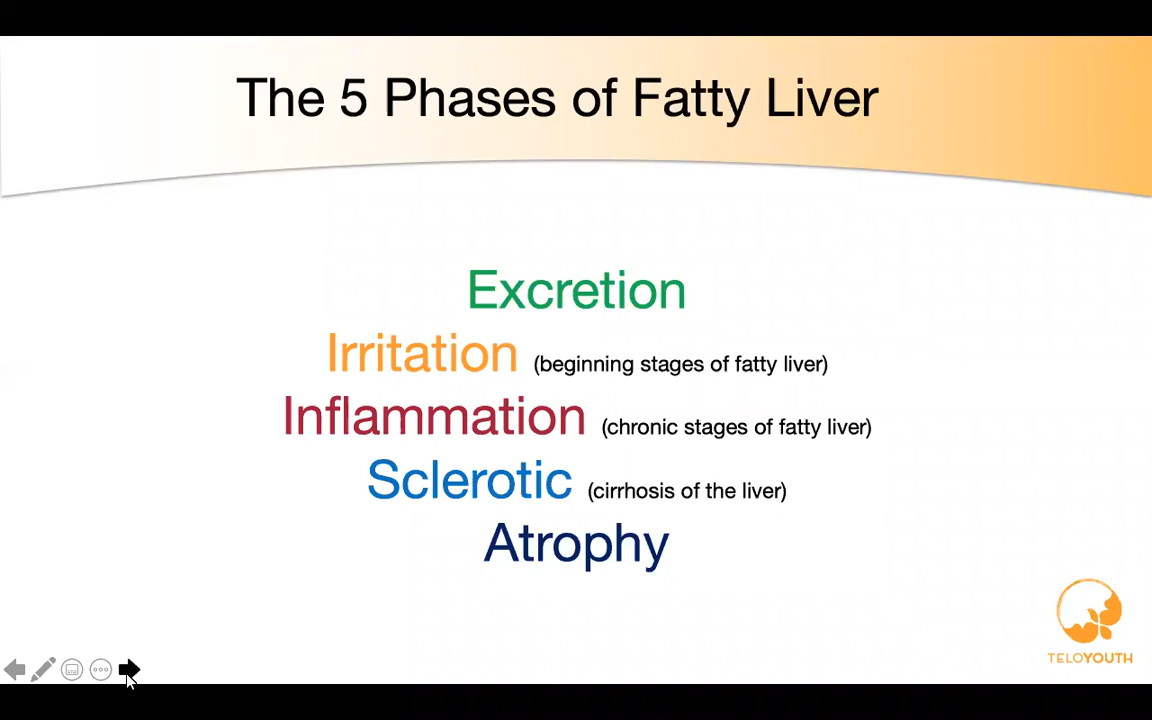 The 5 Phases of Fatty Liver
Excretion
Irritation (beginning stages of fatty liver)
Inflammation (chronic stages of fatty liver)
Sclerotic (cirrhosis of the liver)
Atrophy
TELOYOUTH